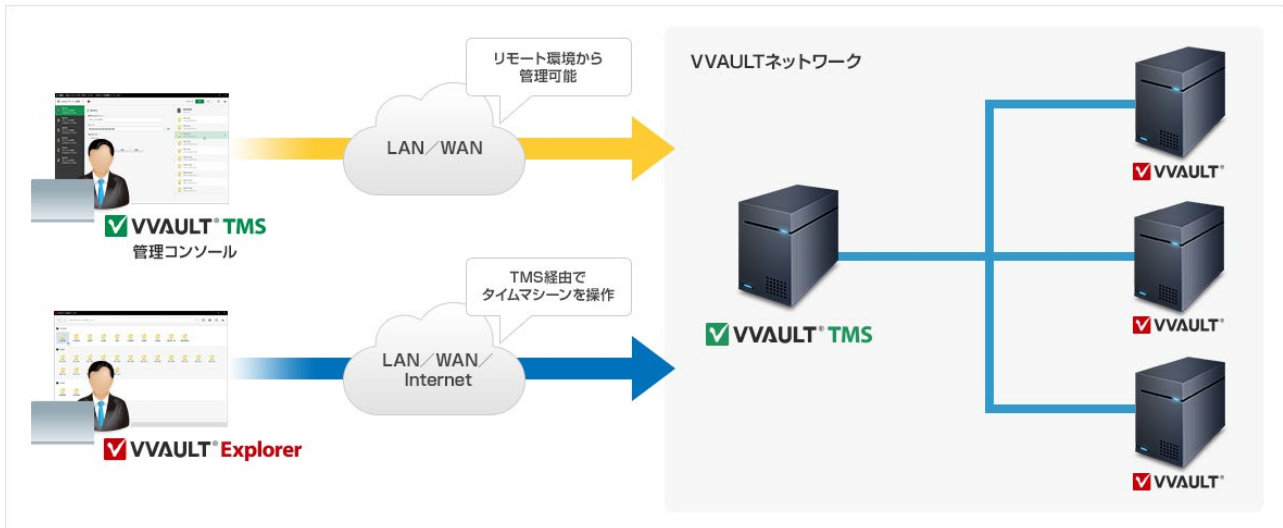 リモート環境から
管理可能
LAN／WAN
VVAULT® TMS
管理コンソール
TMS経由で
タイムマシーンを操作
LAN／WAN／
Internet
VVAULT® Explorer
VVAULTネットワーク
VVAULT® TMS
VVAULT®
VVAULT®
VVAULT®